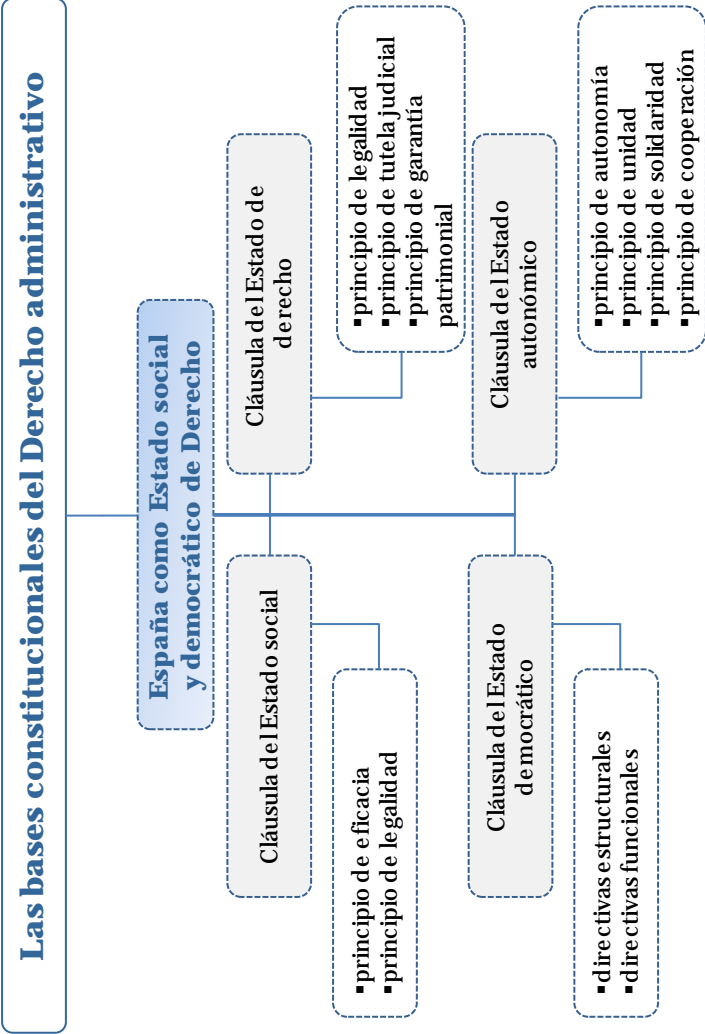 Las bases constitucionales del Derecho administrativo
España como Estado social
y democrático de Derecho
Cláusula del Estado social
▪principio de eficacia
▪principio de legalidad
Cláusula del Estado de
derecho
▪principio de legalidad
▪principio de tutela judicial
▪principio de garantía
patrimonial
Cláusula del Estado
democrático
▪directivas estructurales
▪directivas funcionales
Cláusula del Estado
autonómico
▪principio de autonomía
▪principio de unidad
▪principio de solidaridad
▪principio de cooperación